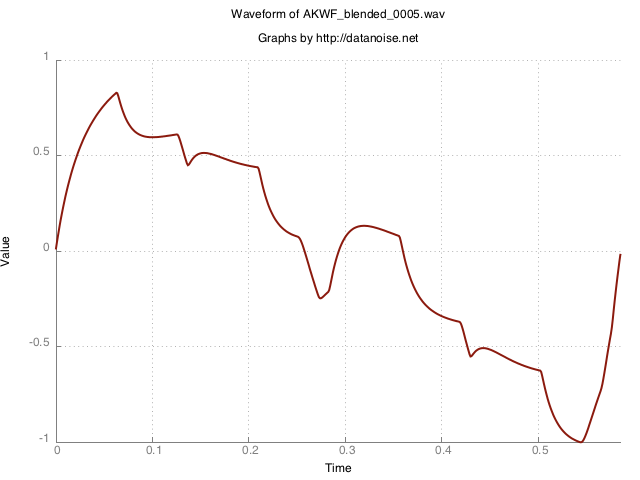 Waveform of AKWF_blended_0005.wav
Graphs by http://datanoise.net
1
0.5
0
-0.5
-1
Value
0 0.1 0.2 0.3 0.4 0.5
Time